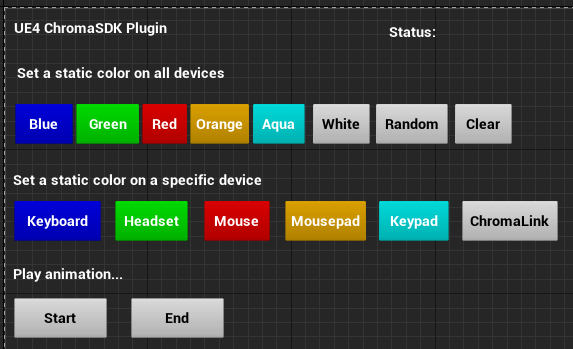 UE4 ChromaSDK Plugin
Status:
Set a static color on all devices
Blue Green Red Orange Aqua White Random Clear
Set a static color on a specific device
Keyboard Headset Mouse Mousepad Keypad ChromaLink
Play animation...
Start End